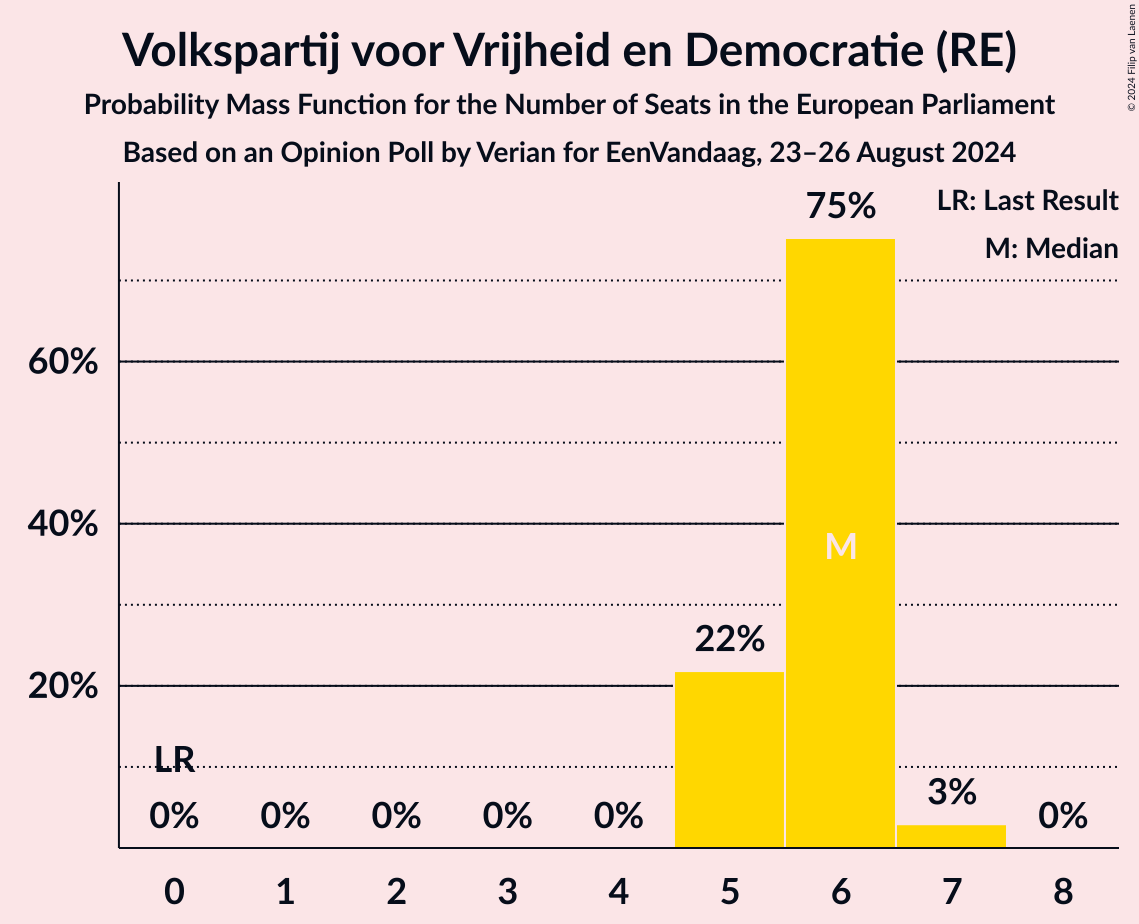 Volkspartij voor Vrijheid en Democratie (RE)
Probability Mass Function for the Number of Seats in the European Parliament
Based on an Opinion Poll by Verian for EenVandaag, 23–26 August 2024
© 2024 Filip van Laenen
LR: Last Result
M: Median
75%
60%
40%
M
22%
20%
LR
3%
0% 0% 0% 0% 0% 0%
0 1 2 3 4 5 6 7 8